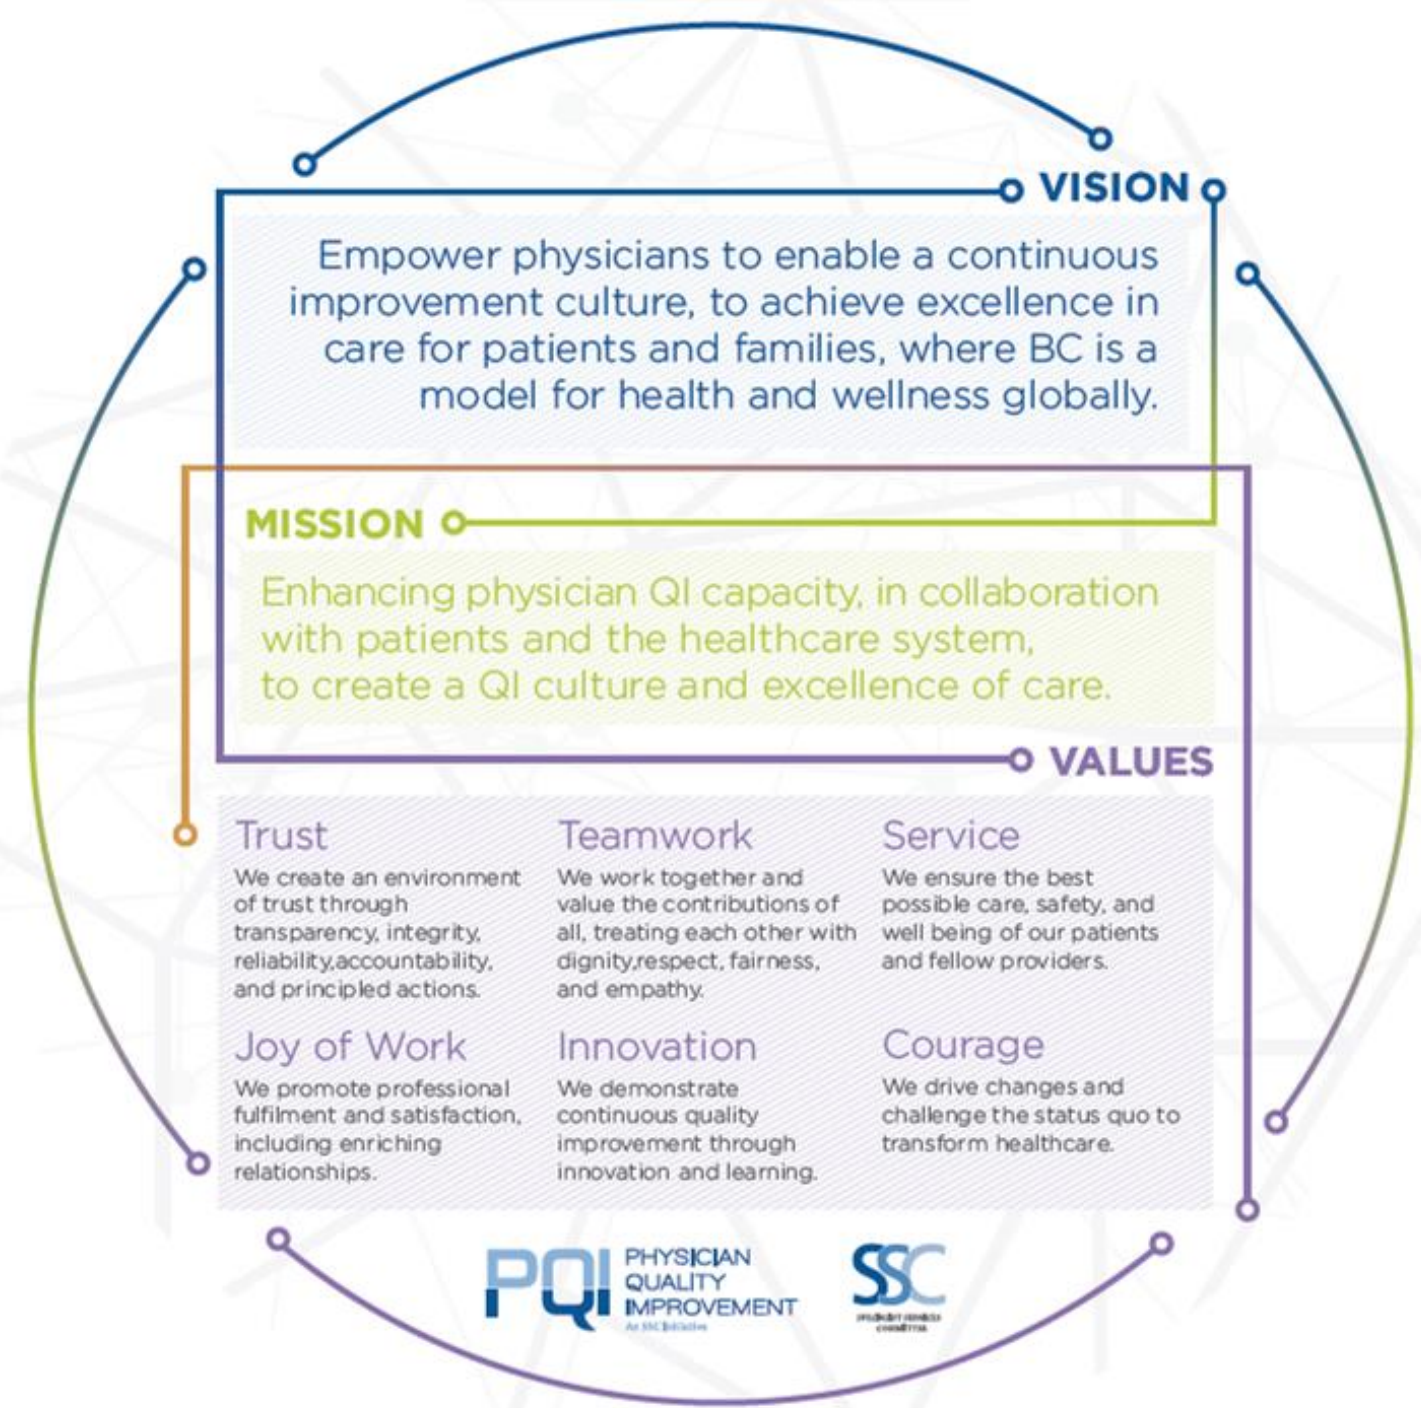 VISION
Empower physicians to enable a continuous
improvement culture, to achieve excellence in
care for patients and families, where BC is a
model for health and wellness globally.
MISSION
Enhancing physician QI capacity, in collaboration
with patients and the healthcare system,
to create a QI culture and excellence of care.
VALUES
Trust
We create an environment
of trust through
transparency, integrity,
reliability,accountability,
and principled actions.
Teamwork
We work together and
value the contributions of
all, treating each other with
dignity,respect, fairness,
and empathy.
Service
We ensure the best
possible care, safety, and
well being of our patients
and fellow providers.
Joy of Work
We promote professional
fulfilment and satisfaction,
including enriching
relationships.
Innovation
We demonstrate
continuous quality
improvement through
innovation and learning.
Courage
We drive changes and
challenge the status quo to
transform healthcare.
PQI
PHYSICIAN
QUALITY
IMPROVEMENT
An SSC Initiative
SSC